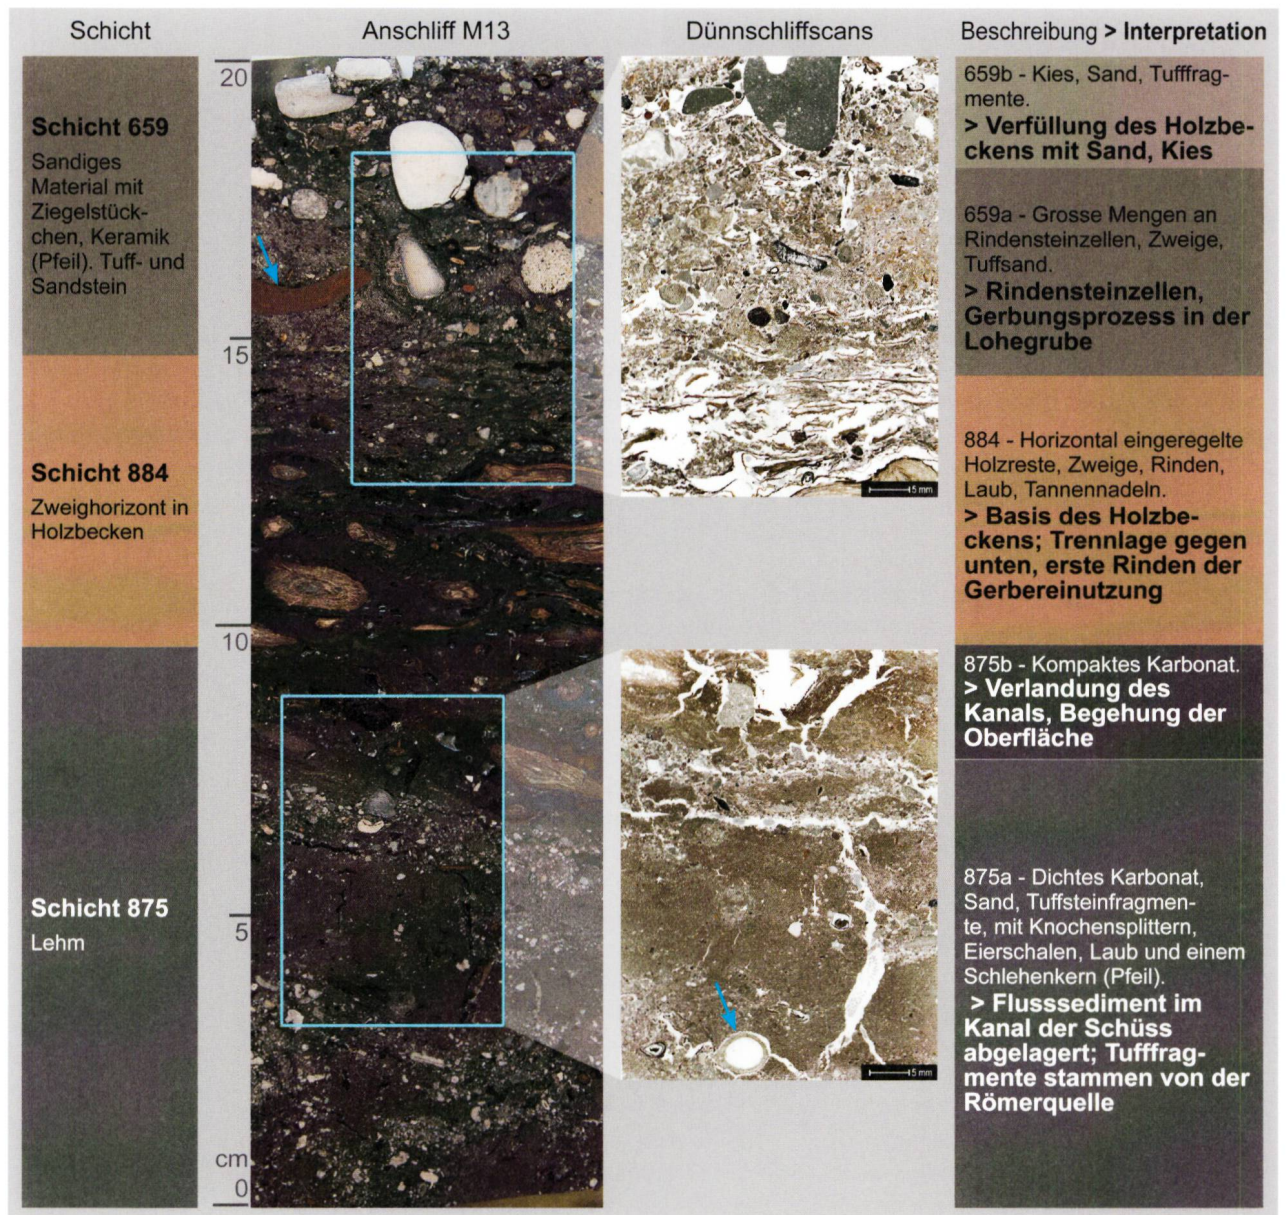 Schicht
Anschliff M13
Dünnschliffscans
Beschreibung > Interpretation
Schicht 659
Sandiges
Material mit
Ziegelstück-
chen, Keramik
(Pfeil). Tuff- und
Sandstein
Schicht 884
Zweighorizont in
Holzbecken
Schicht 875
Lehm
20
15
10
5
cm
0
5 mm
5 mm
659b - Kies, Sand, Tufffrag-
mente.
> Verfüllung des Holzbe-
ckens mit Sand, Kies
659a - Grosse Mengen an
Rindensteinzellen, Zweige,
Tuffsand.
> Rindensteinzellen,
Gerbungsprozess in der
Lohegrube
884 - Horizontal eingeregelte
Holzreste, Zweige, Rinden,
Laub, Tannennadeln.
> Basis des Holzbe-
ckens; Trennlage gegen
unten, erste Rinden der
Gerbereinutzung
875b - Kompaktes Karbonat.
> Verlandung des
Kanals, Begehung der
Oberfläche
875a - Dichtes Karbonat,
Sand, Tuffsteinfragmen-
te, mit Knochensplittern,
Eierschalen, Laub und einem
Schlehenkern (Pfeil).
> Flusssediment im
Kanal der Schüss
abgelagert; Tufffrag-
mente stammen von der
Römerquelle